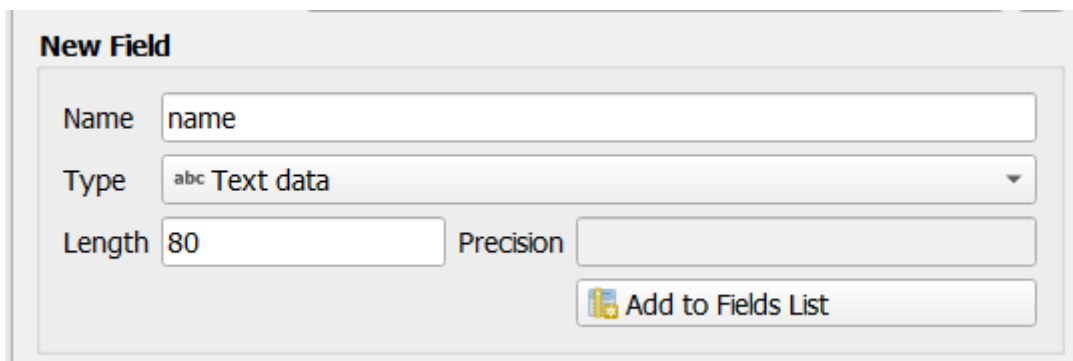 New Field
Name name
Type abc Text data
Length 80 Precision
Add to Fields List